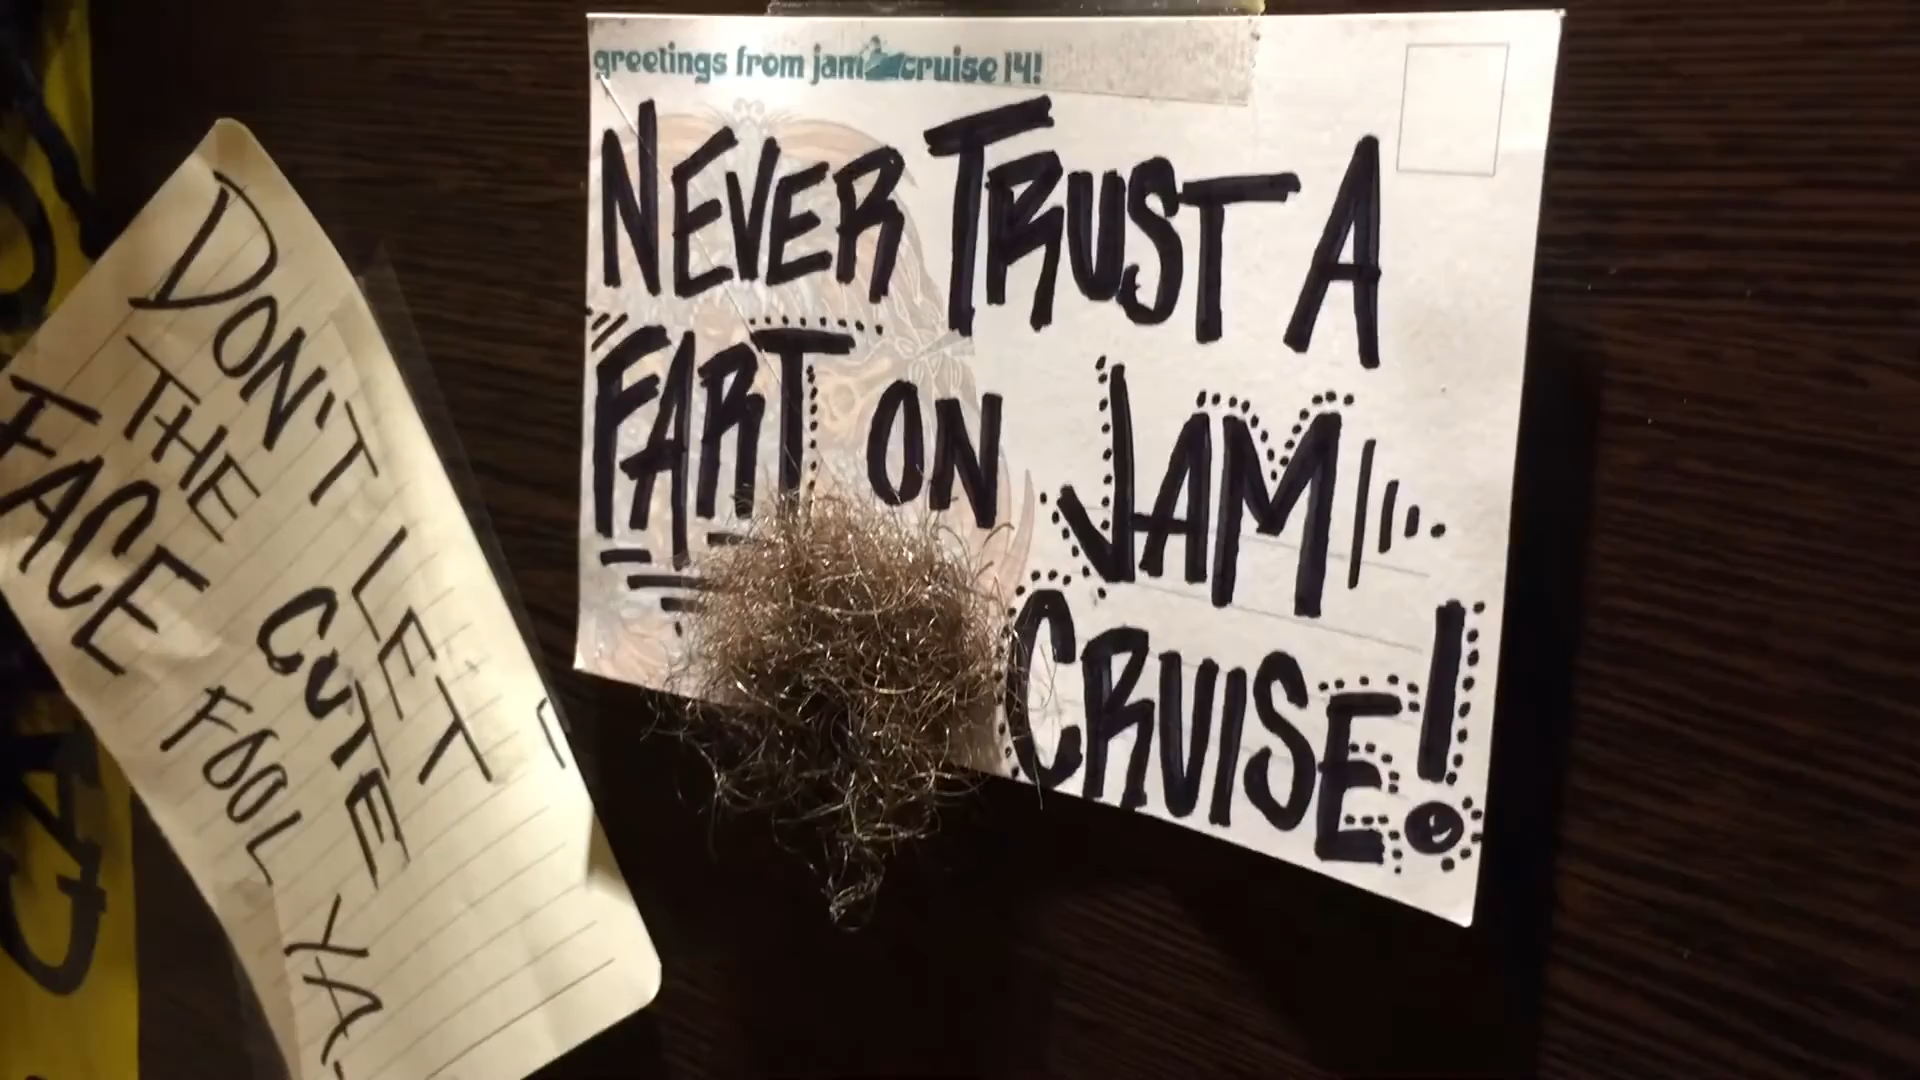 DON'T LET
THE CUTE
FACE FOOL YA.
greetings from jam cruise 14!
NEVER TRUST A
FART ON JAM
CRUISE!